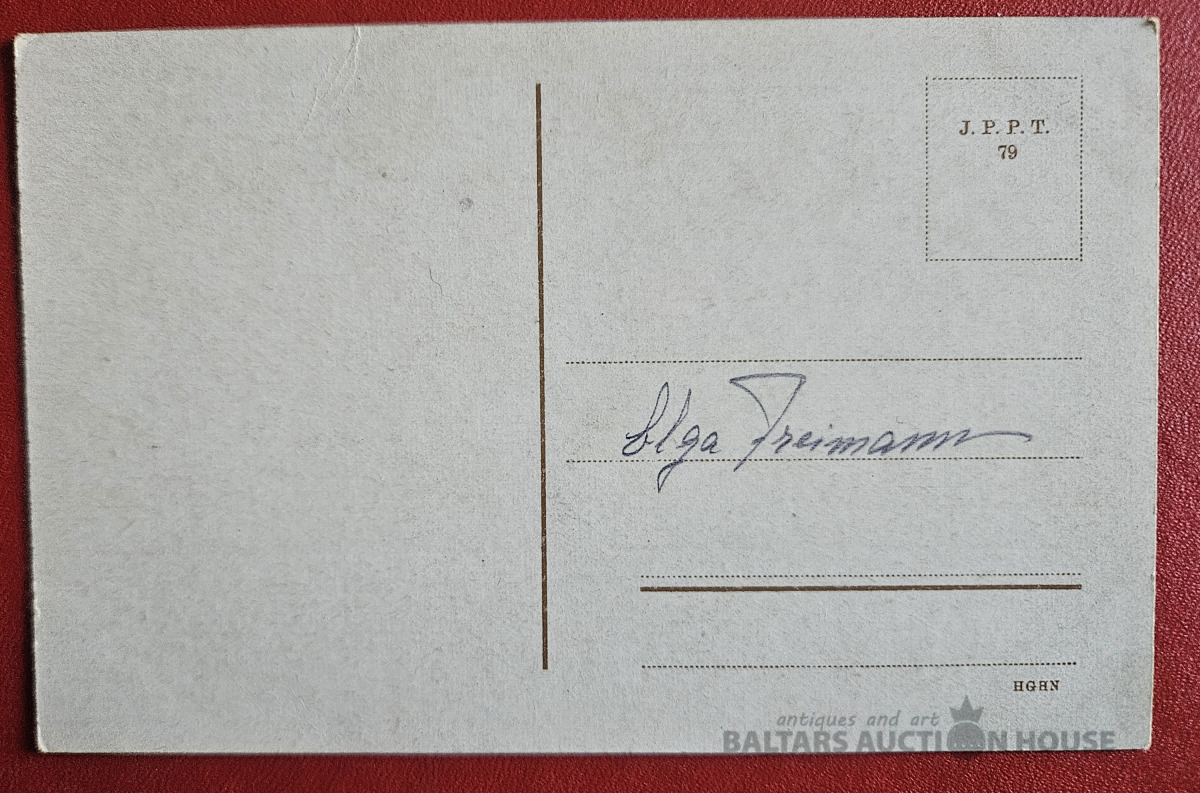 J. P. P. T.
79
Olga Freimann
HGHN
antiques and art
BALTARS AUCTION HOUSE